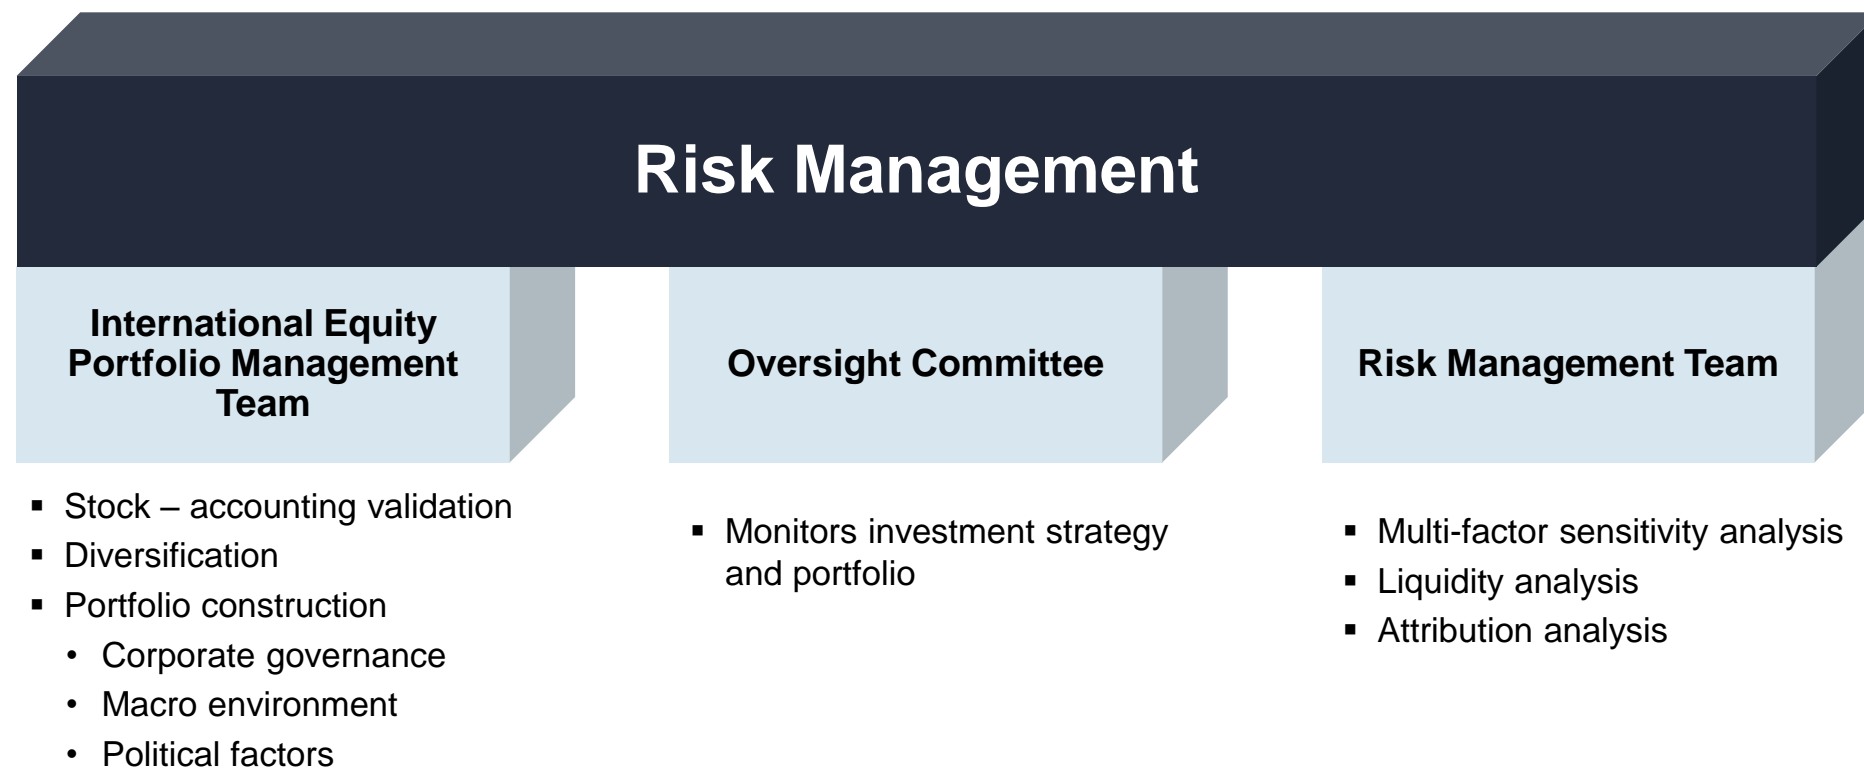 Risk Management
International Equity
Portfolio Management
Team
Oversight Committee
Risk Management Team
▪ Stock – accounting validation
▪ Diversification
▪ Portfolio construction
• Corporate governance
• Macro environment
• Political factors
▪ Monitors investment strategy
and portfolio
▪ Multi-factor sensitivity analysis
▪ Liquidity analysis
▪ Attribution analysis